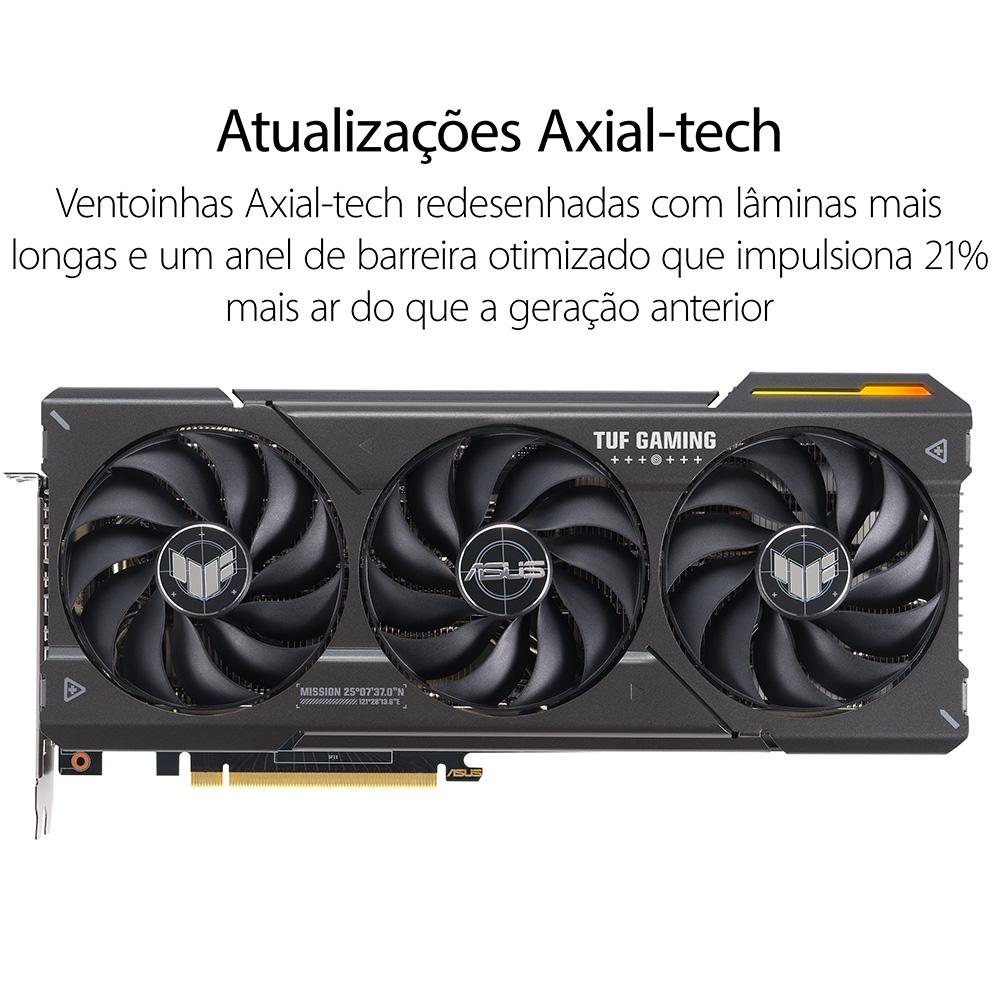 Atualizações Axial-tech
Ventoinhas Axial-tech redesenhadas com lâminas mais
longas e um anel de barreira otimizado que impulsiona 21%
mais ar do que a geração anterior
TUF GAMING
ASUS
MISSION 25°07'37.0"N
121°28'13.6"E
ASUS